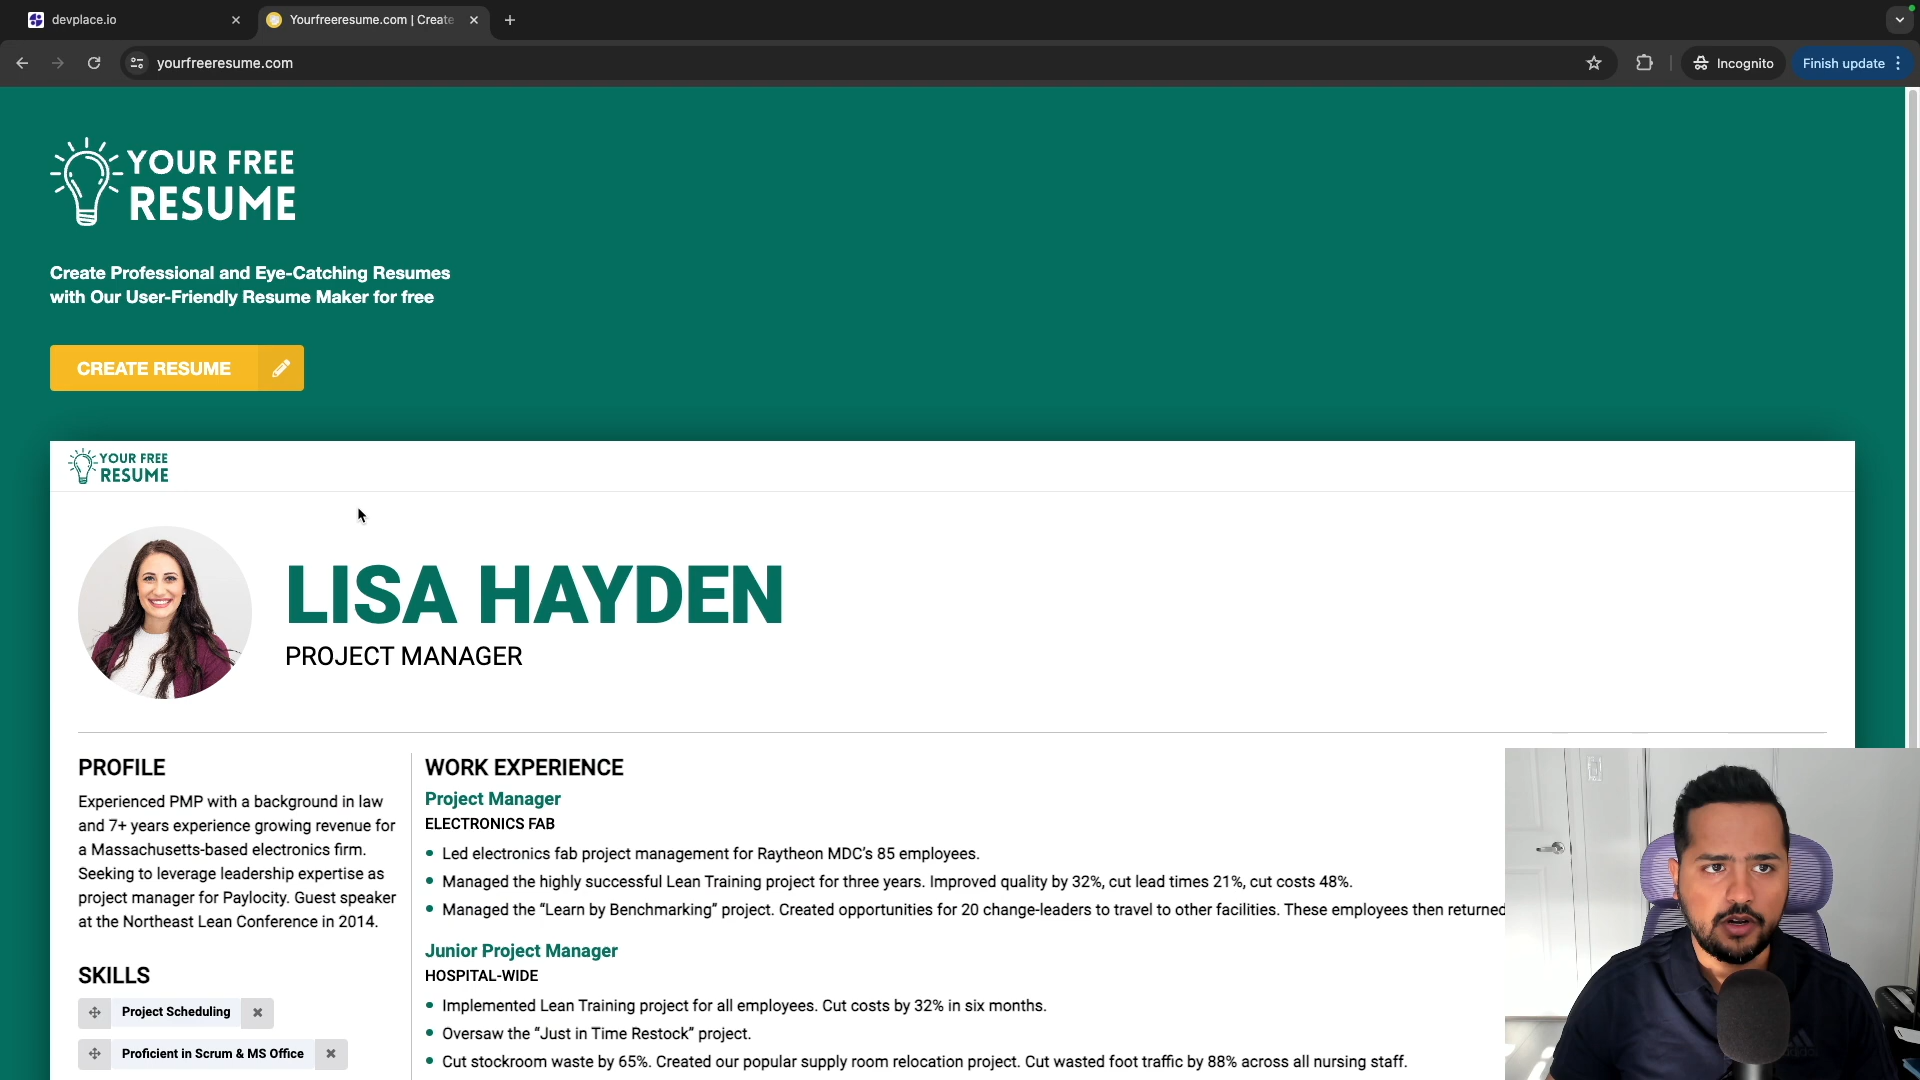 devplace.io
Yourfreeresume.com | Create
yourfreeresume.com
Incognito
Finish update
YOUR FREE
RESUME
Create Professional and Eye-Catching Resumes
with Our User-Friendly Resume Maker for free
CREATE RESUME
YOUR FREE
RESUME
LISA HAYDEN
PROJECT MANAGER
PROFILE
Experienced PMP with a background in law
and 7+ years experience growing revenue for
a Massachusetts-based electronics firm.
Seeking to leverage leadership expertise as
project manager for Paylocity. Guest speaker
at the Northeast Lean Conference in 2014.
SKILLS
Project Scheduling
Proficient in Scrum & MS Office
WORK EXPERIENCE
Project Manager
ELECTRONICS FAB
Led electronics fab project management for Raytheon MDC’s 85 employees.
Managed the highly successful Lean Training project for three years. Improved quality by 32%, cut lead times 21%, cut costs 48%.
Managed the “Learn by Benchmarking” project. Created opportunities for 20 change-leaders to travel to other facilities. These employees then returned
Junior Project Manager
HOSPITAL-WIDE
Implemented Lean Training project for all employees. Cut costs by 32% in six months.
Oversaw the “Just in Time Restock” project.
Cut stockroom waste by 65%. Created our popular supply room relocation project. Cut wasted foot traffic by 88% across all nursing staff.